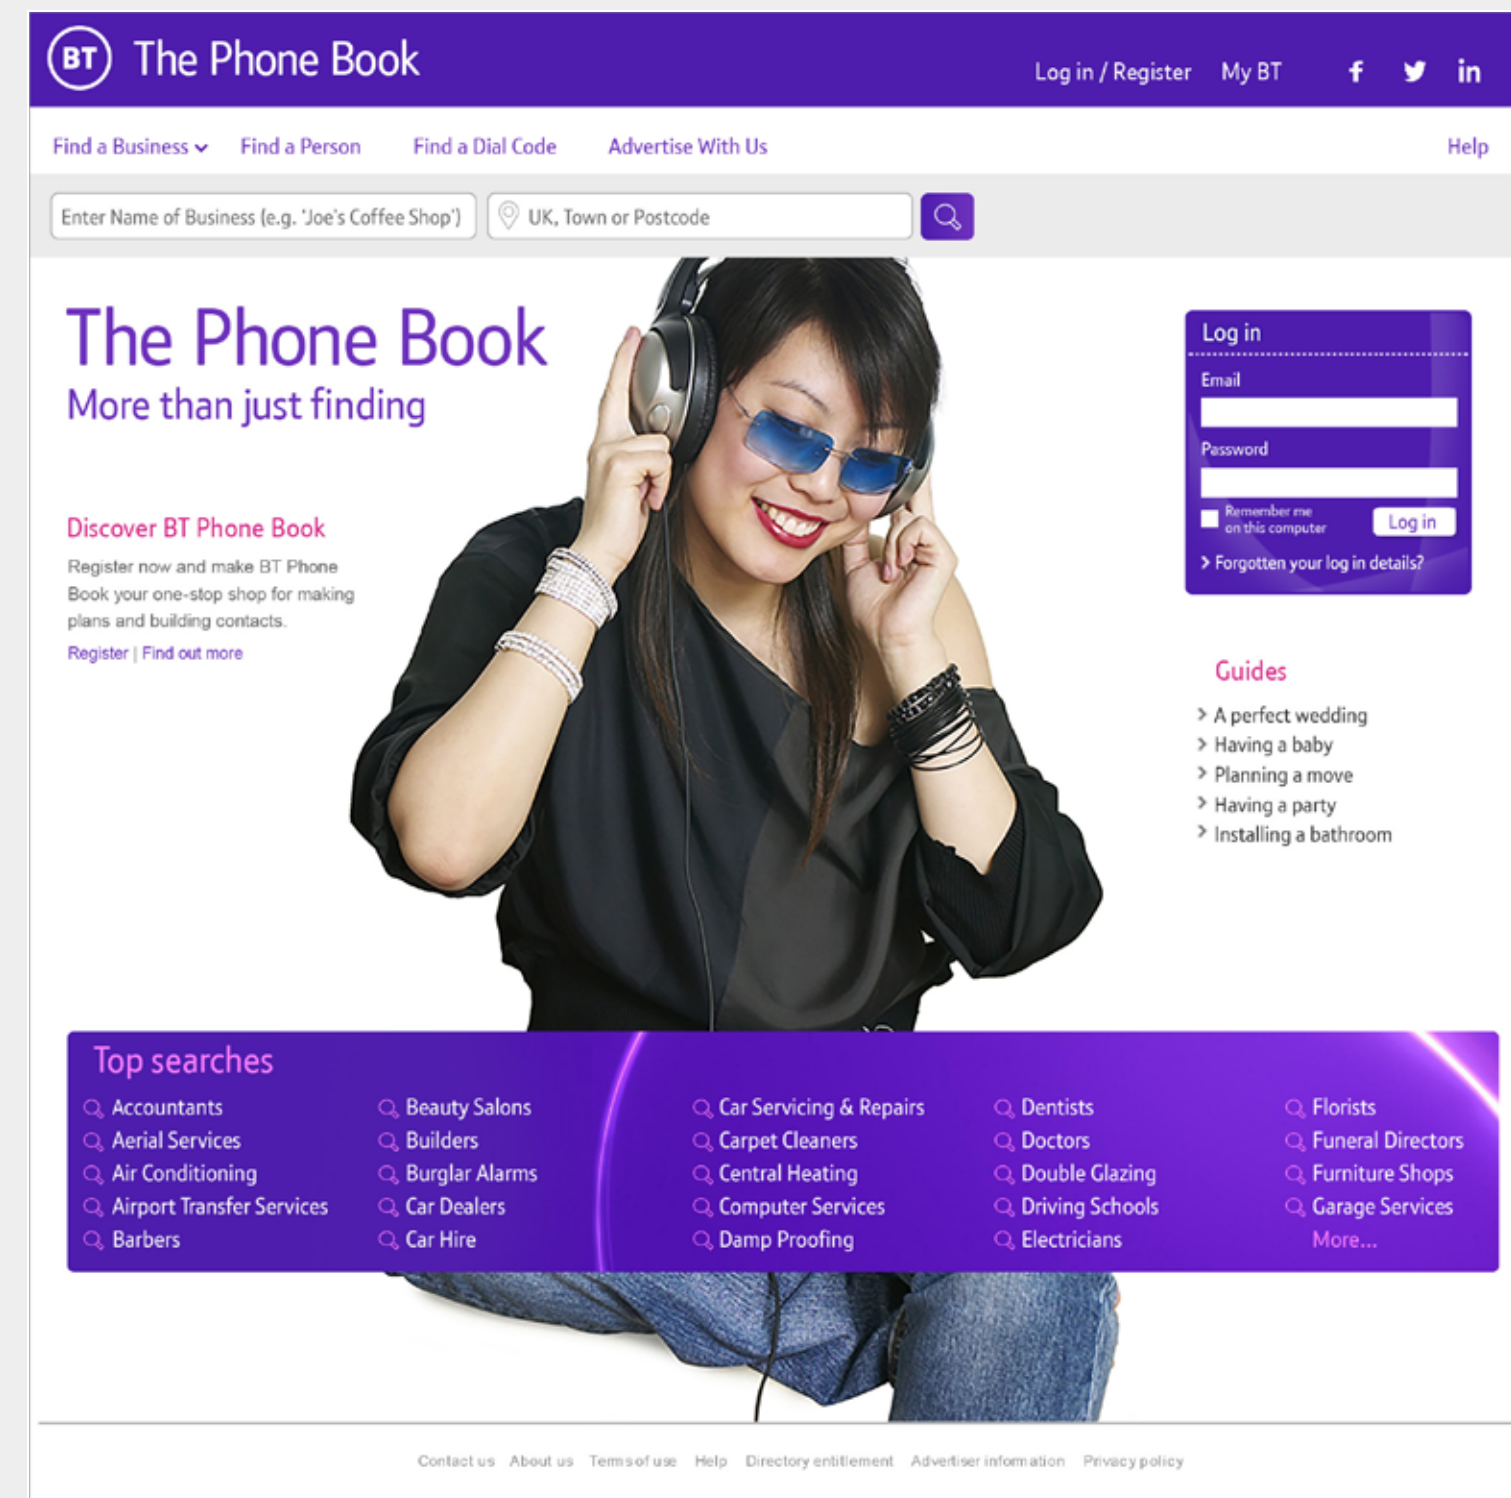 BT The Phone Book
Log in / Register My BT f in
Find a Business Find a Person Find a Dial Code Advertise With Us Help
Enter Name of Business (e.g. 'Joe's Coffee Shop') UK, Town or Postcode
The Phone Book
More than just finding
Discover BT Phone Book
Register now and make BT Phone
Book your one-stop shop for making
plans and building contacts.
Register | Find out more
Log in
Email
Password
Remember me
on this computer
Log in
Forgotten your log in details?
Guides
A perfect wedding
Having a baby
Planning a move
Having a party
Installing a bathroom
Top searches
Accountants
Aerial Services
Air Conditioning
Airport Transfer Services
Barbers
Beauty Salons
Builders
Burglar Alarms
Car Dealers
Car Hire
Car Servicing & Repairs
Carpet Cleaners
Central Heating
Computer Services
Damp Proofing
Dentists
Doctors
Double Glazing
Driving Schools
Electricians
Florists
Funeral Directors
Furniture Shops
Garage Services
More...
Contact us About us Terms of use Help Directory entitlement Advertiser information Privacy policy